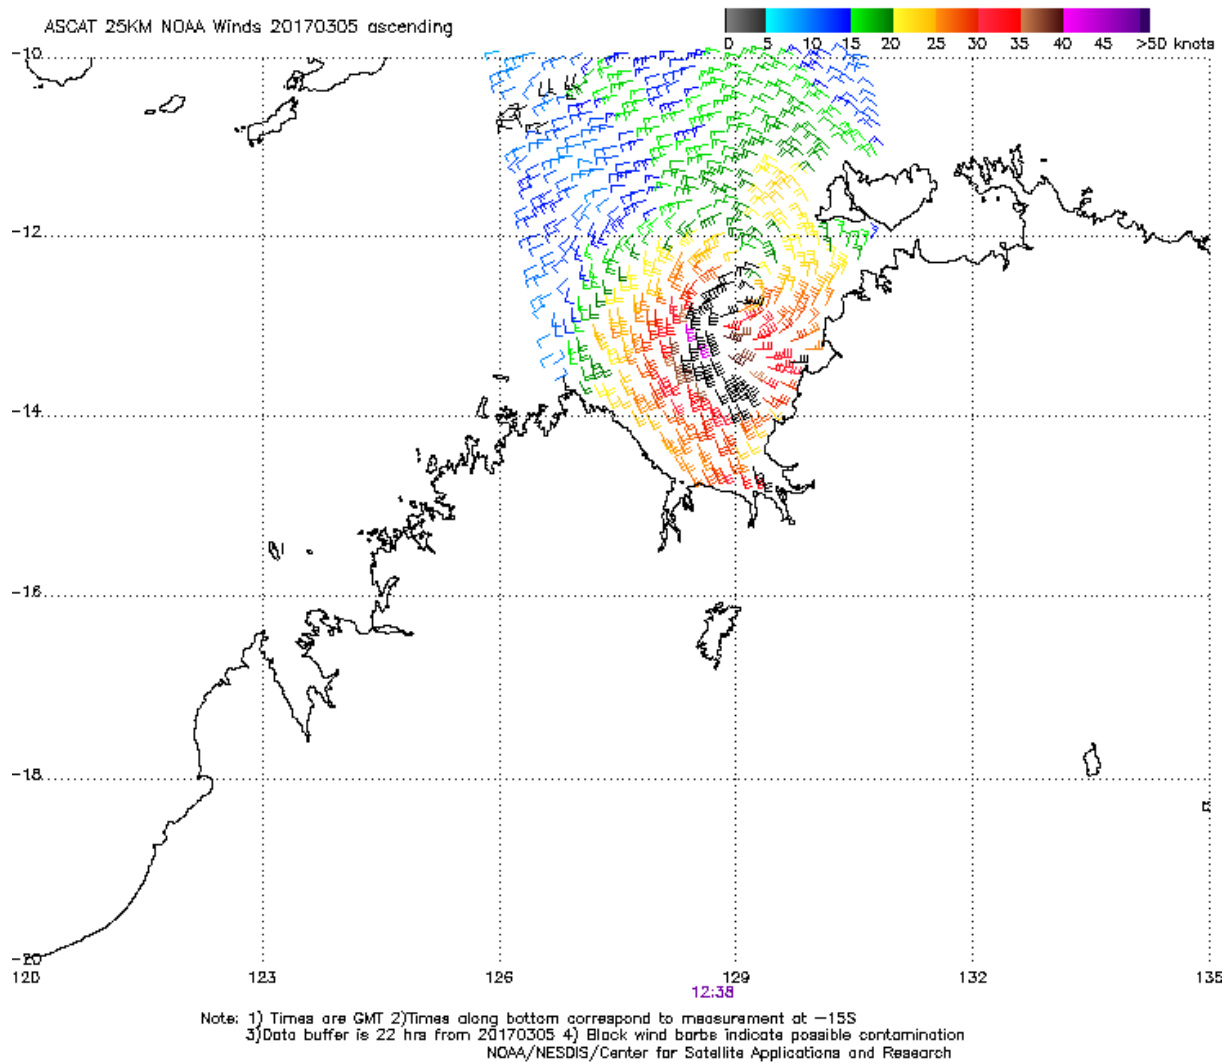 ASCAT 25KM NOAA Winds 20170305 ascending
0 5 10 15 20 25 30 35 40 45 >50 knots
-10
-12
-14
-16
-18
-20
120 123 126 129 132 135
12:38
Note: 1) Times are GMT 2)Times along bottom correspond to measurement at -15S
3)Data buffer is 22 hrs from 20170305 4) Black wind barbs indicate possible contamination
NOAA/NESDIS/Center for Satellite Applications and Research